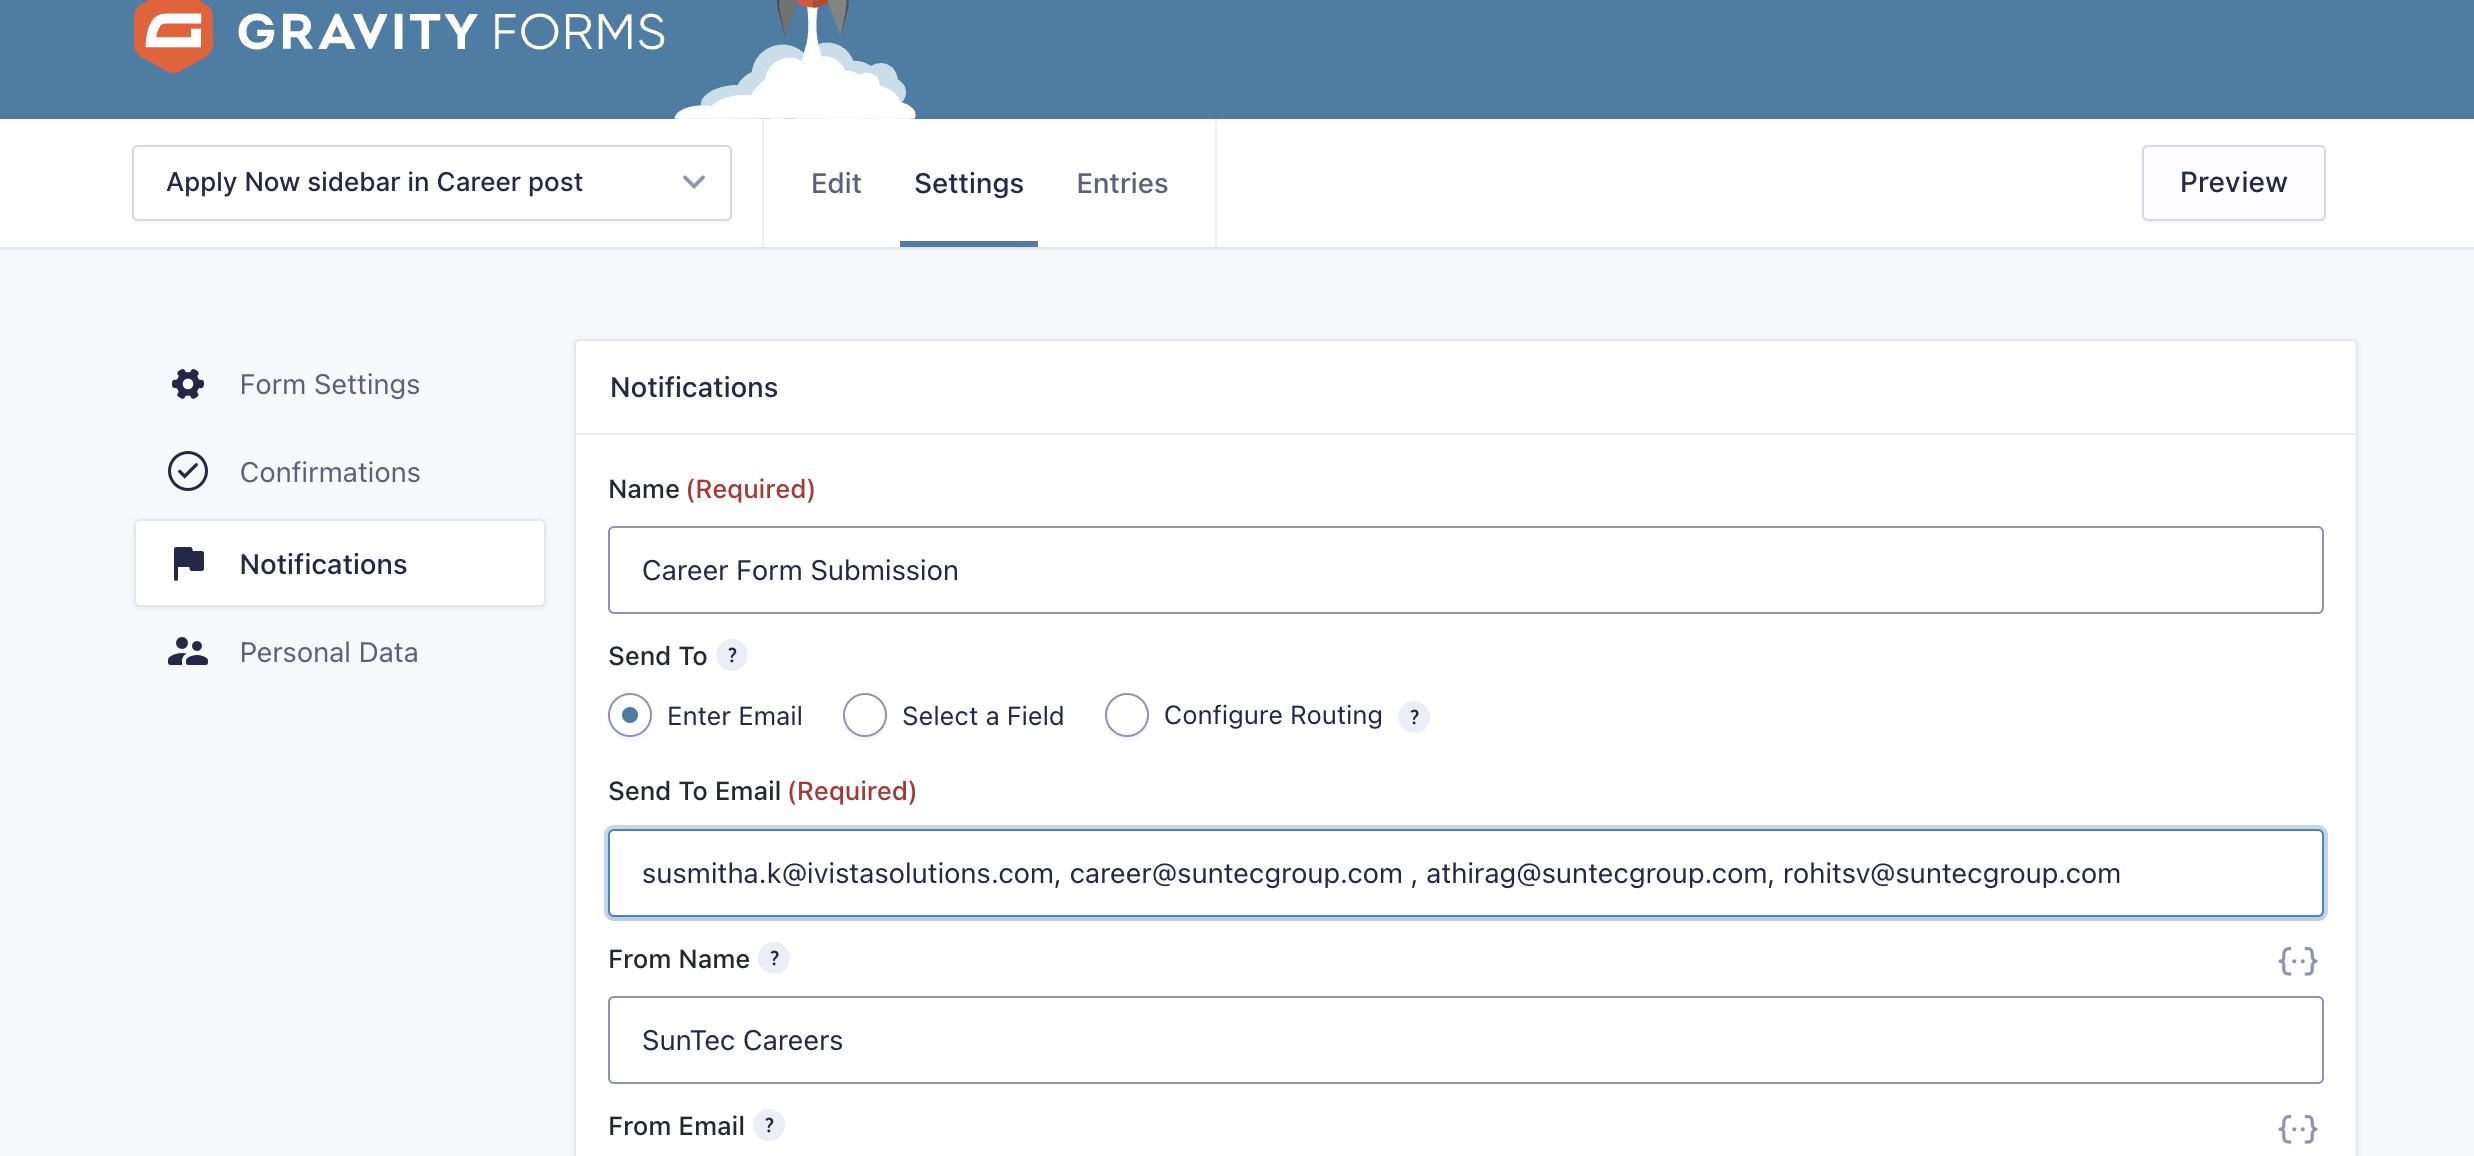 GRAVITY FORMS
Apply Now sidebar in Career post
Edit
Settings
Entries
Preview
Form Settings
Confirmations
Notifications
Personal Data
Notifications
Name (Required)
Career Form Submission
Send To ?
Enter Email
Select a Field
Configure Routing ?
Send To Email (Required)
susmitha.k@ivistasolutions.com, career@suntecgroup.com , athirag@suntecgroup.com, rohitsv@suntecgroup.com
From Name ?
SunTec Careers
From Email ?